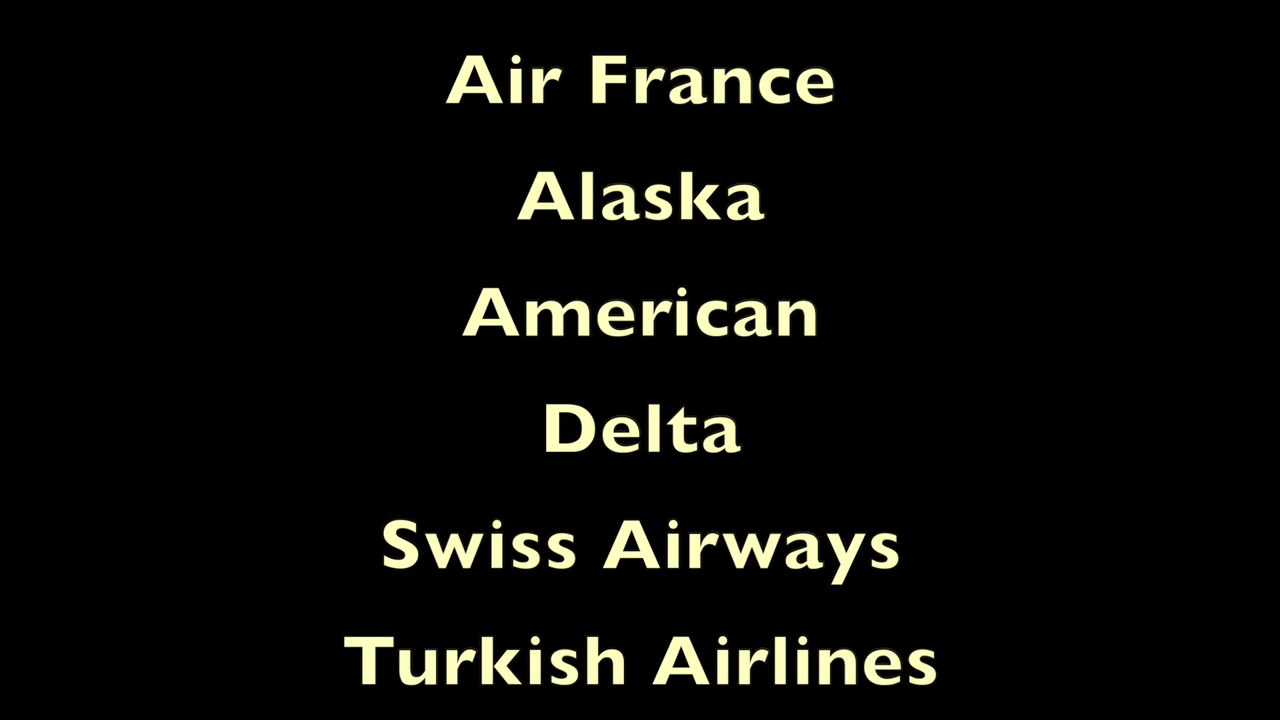 Air France
Alaska
American
Delta
Swiss Airways
Turkish Airlines